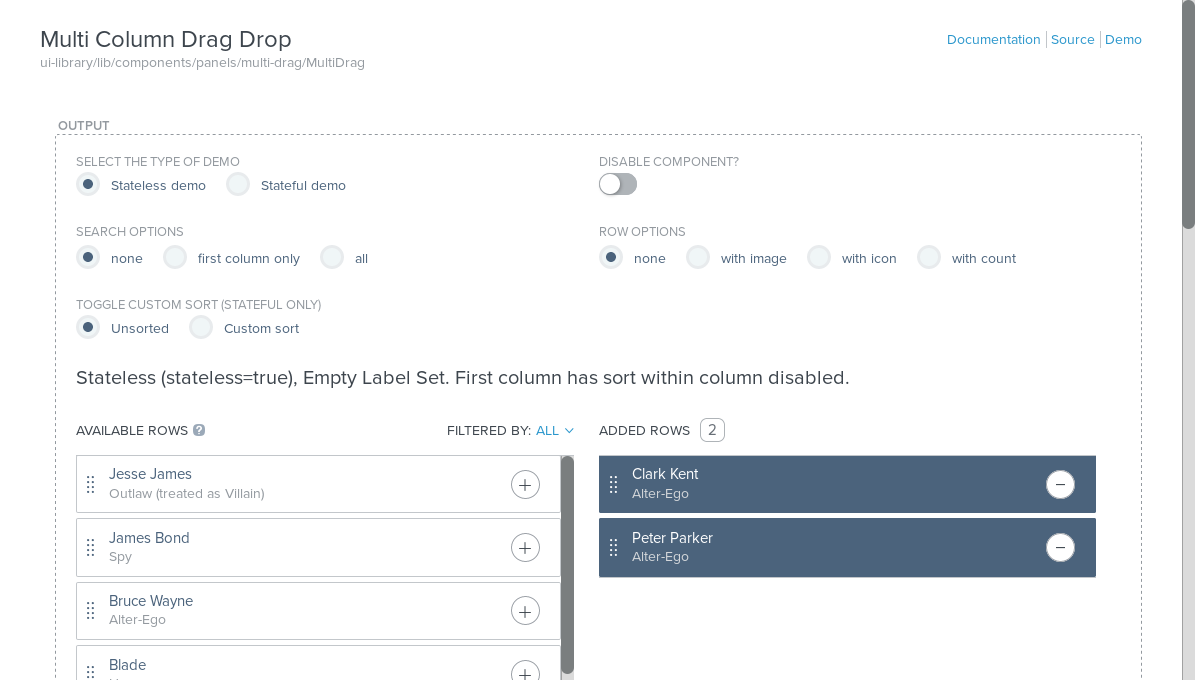 Multi Column Drag Drop
ui-library/lib/components/panels/multi-drag/MultiDrag
Documentation Source Demo
OUTPUT
SELECT THE TYPE OF DEMO
Stateless demo Stateful demo
DISABLE COMPONENT?
SEARCH OPTIONS
none first column only all
ROW OPTIONS
none with image with icon with count
TOGGLE CUSTOM SORT (STATEFUL ONLY)
Unsorted Custom sort
Stateless (stateless=true), Empty Label Set. First column has sort within column disabled.
AVAILABLE ROWS ? FILTERED BY: ALL
Jesse James
Outlaw (treated as Villain)
James Bond
Spy
Bruce Wayne
Alter-Ego
Blade
ADDED ROWS 2
Clark Kent
Alter-Ego
Peter Parker
Alter-Ego